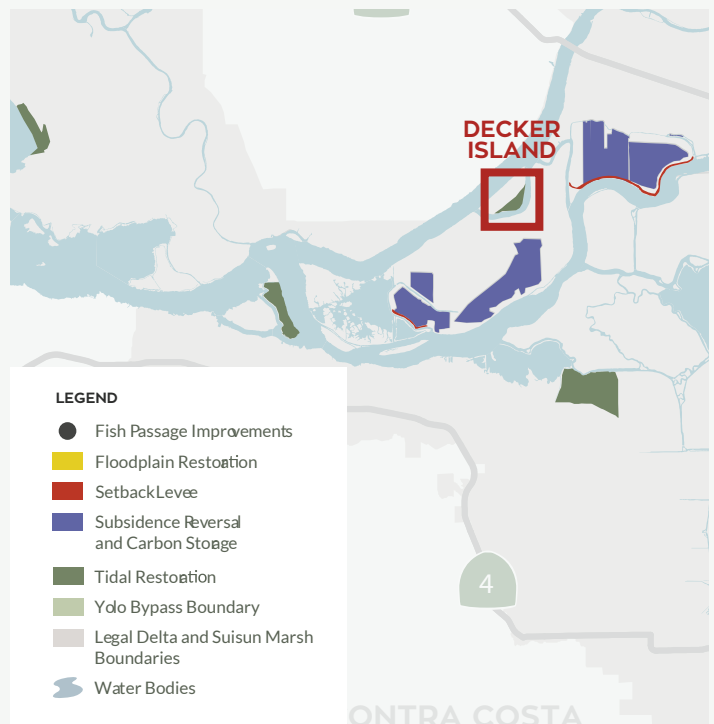 DECKER
ISLAND
LEGEND
Fish Passage Improvements
Floodplain Restoration
Setback Levee
Subsidence Reversal
and Carbon Storage
Tidal Restoration
Yolo Bypass Boundary
Legal Delta and Suisun Marsh
Boundaries
Water Bodies
4
ONTRA COSTA